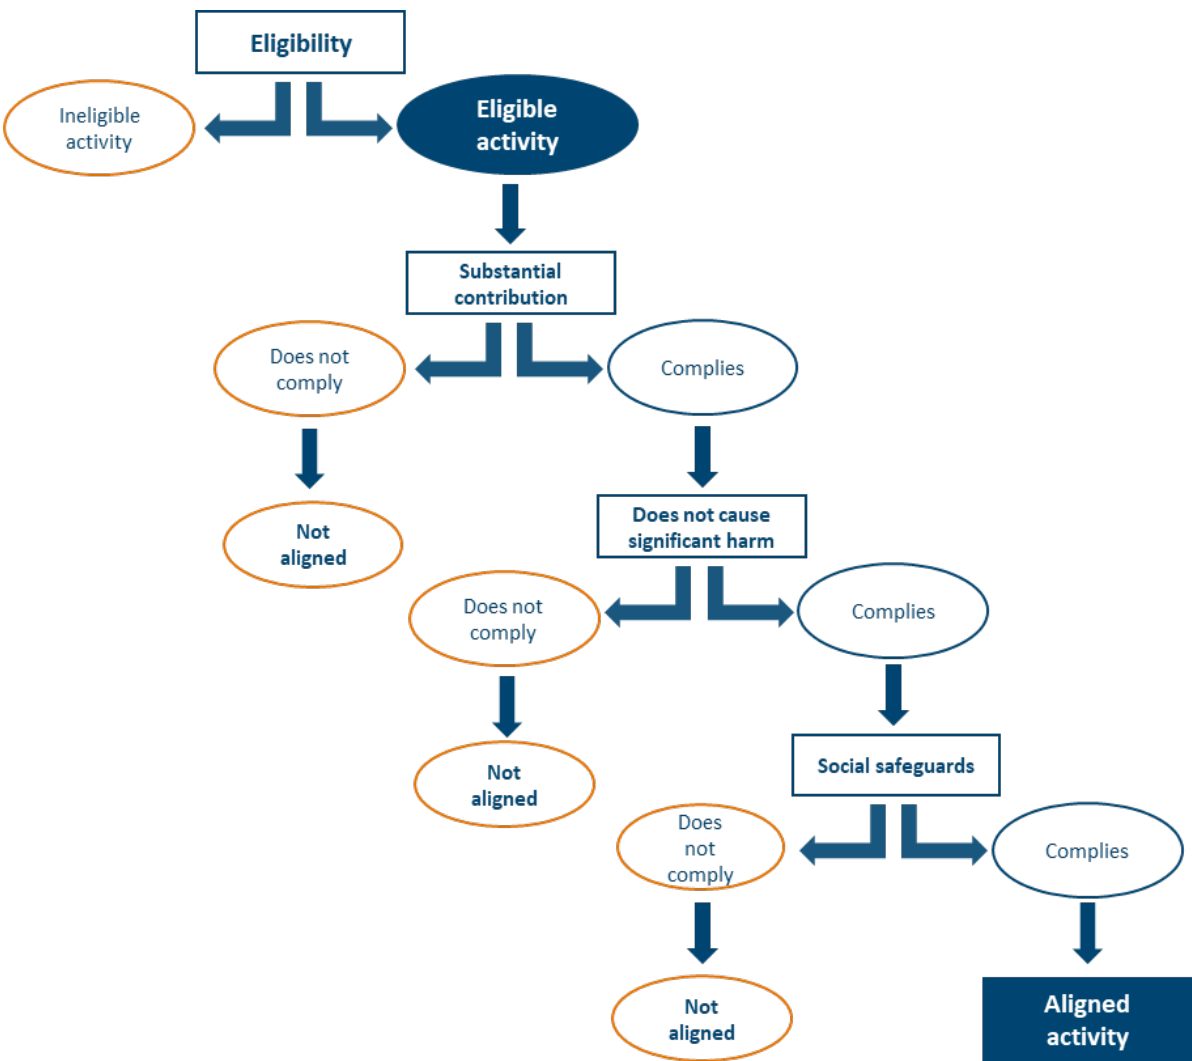 Eligibility
Ineligible
activity
Eligible
activity
Substantial
contribution
Does not
comply
Complies
Not
aligned
Does not cause
significant harm
Does not
comply
Complies
Not
aligned
Social safeguards
Does
not
comply
Complies
Not
aligned
Aligned
activity